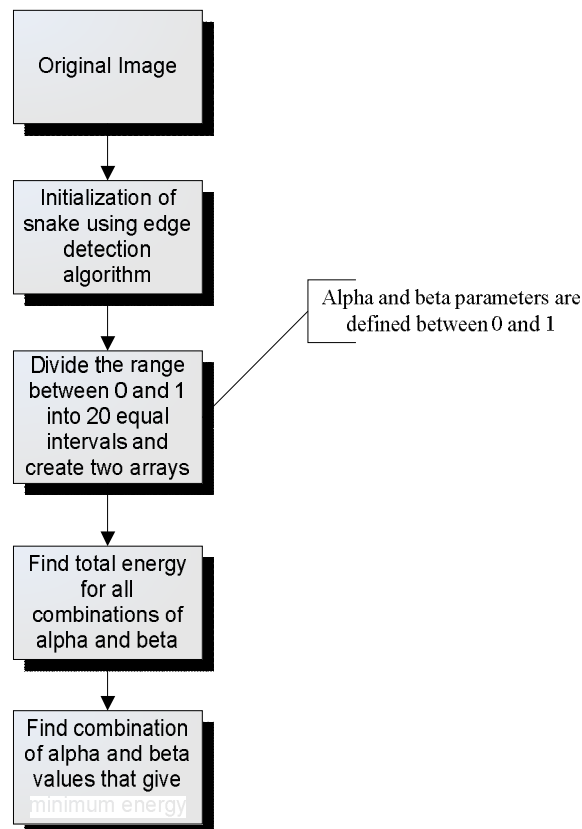 Original Image
Initialization of
snake using edge
detection
algorithm
Alpha and beta parameters are
defined between 0 and 1
Divide the range
between 0 and 1
into 20 equal
intervals and
create two arrays
Find total energy
for all
combinations of
alpha and beta
Find combination
of alpha and beta
values that give
minimum energy